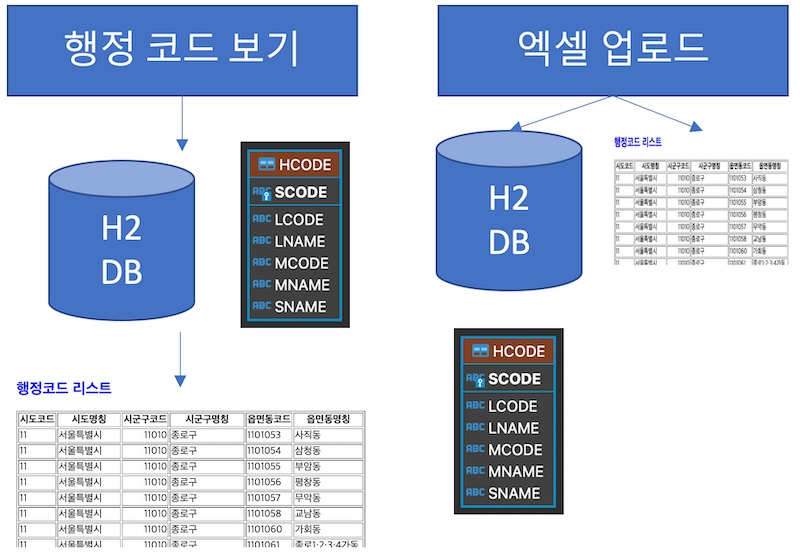 행정 코드 보기
H2
DB
HCODE
ABC SCODE
ABC LCODE
ABC LNAME
ABC MCODE
ABC MNAME
ABC SNAME
행정코드 리스트
시도코드 시도명칭 시군구코드 시군구명칭 읍면동코드 읍면동명칭
11 서울특별시 11010 종로구 1101053 사직동
11 서울특별시 11010 종로구 1101054 삼청동
11 서울특별시 11010 종로구 1101055 부암동
11 서울특별시 11010 종로구 1101056 평창동
11 서울특별시 11010 종로구 1101057 무악동
11 서울특별시 11010 종로구 1101058 교남동
11 서울특별시 11010 종로구 1101060 가회동
11 서울특별시 11010 종로구 1101061 종로1·2·3·4가동
엑셀 업로드
H2
DB
행정코드 리스트
시도코드 시도명칭 시군구코드 시군구명칭 읍면동코드 읍면동명칭
11 서울특별시 11010 종로구 1101053 사직동
11 서울특별시 11010 종로구 1101054 삼청동
11 서울특별시 11010 종로구 1101055 부암동
11 서울특별시 11010 종로구 1101056 평창동
11 서울특별시 11010 종로구 1101057 무악동
11 서울특별시 11010 종로구 1101058 교남동
11 서울특별시 11010 종로구 1101060 가회동
11 서울특별시 11010 종로구 1101061 종로1·2·3·4가동
HCODE
ABC SCODE
ABC LCODE
ABC LNAME
ABC MCODE
ABC MNAME
ABC SNAME